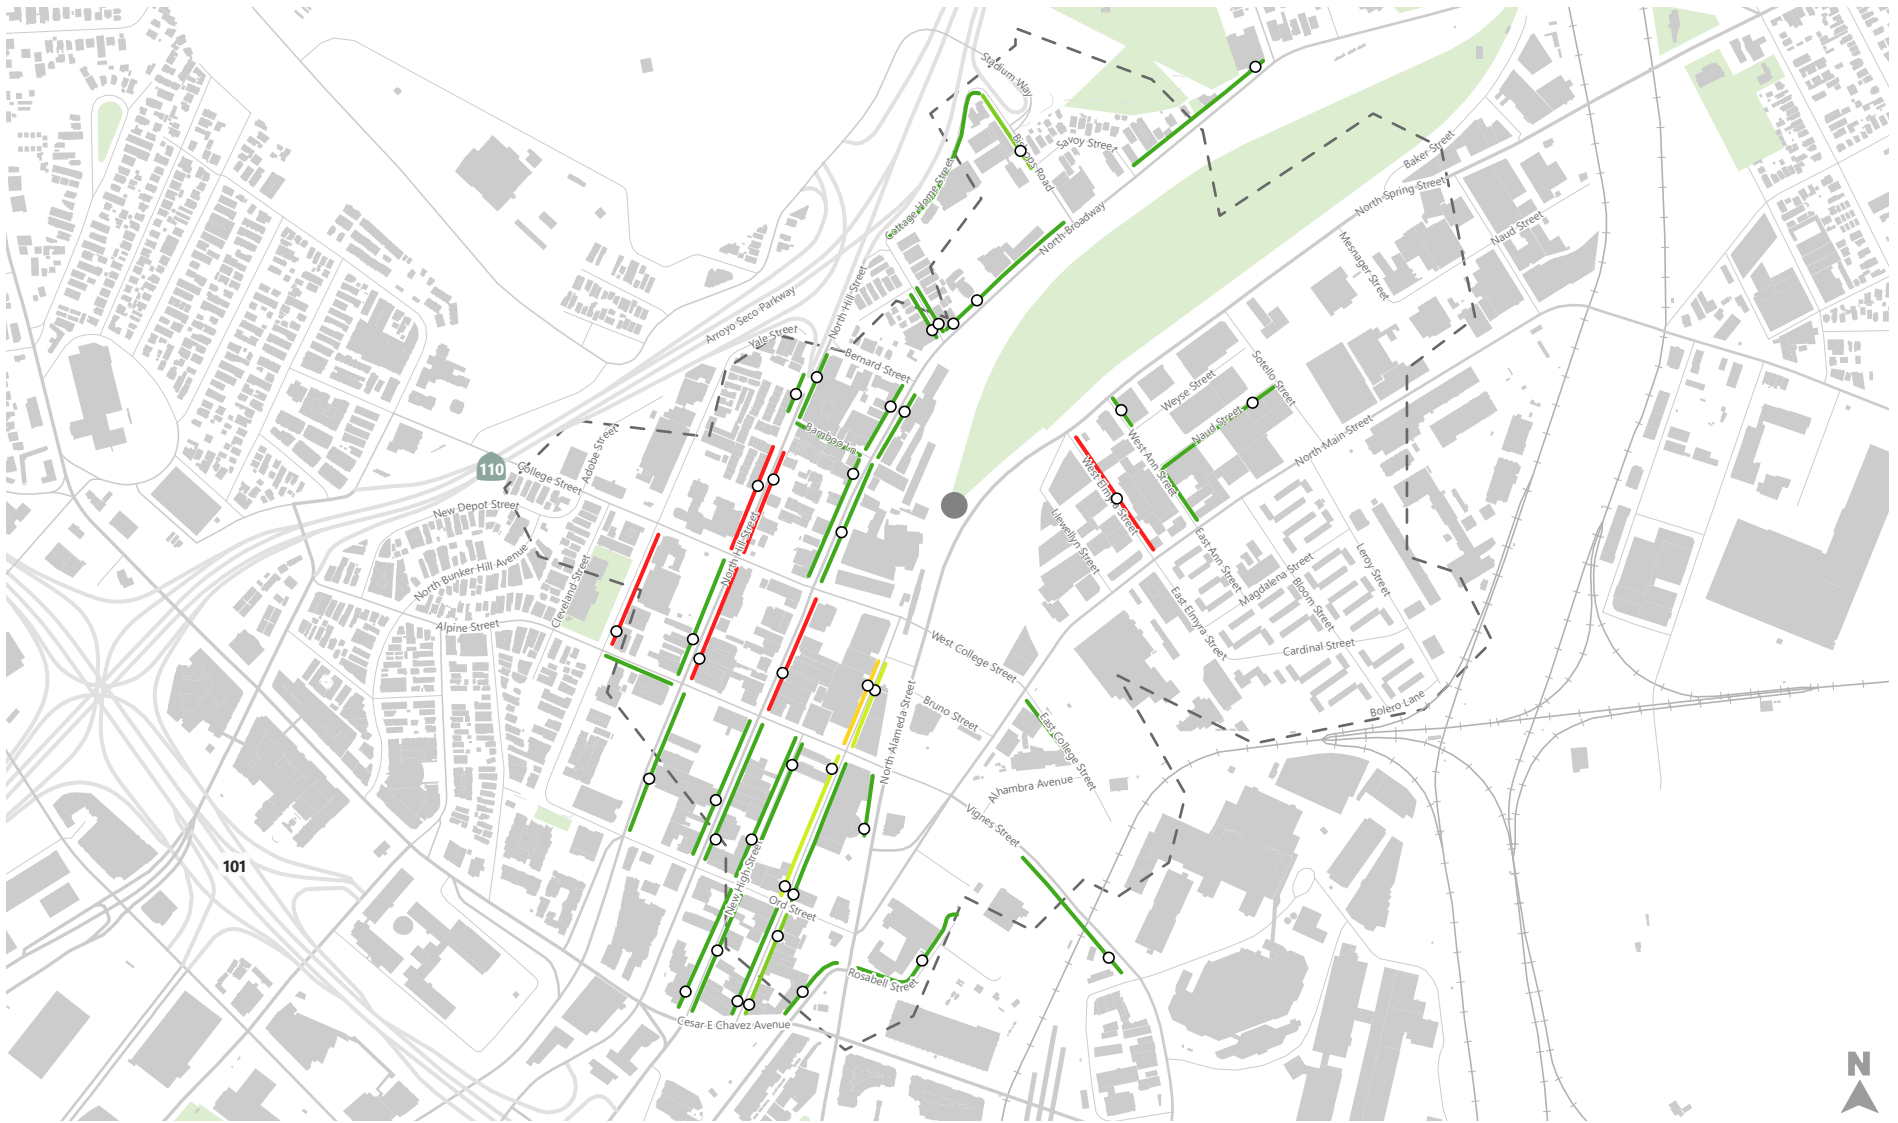 Stadium Way
Bishops Road
Savoy Street
Cottage Home Street
Baker Street
North Spring Street
Naud Street
Mesnager Street
North Broadway
North Hill Street
Arroyo Seco Parkway
Yale Street
Bernard Street
Sotello Street
Weyse Street
Naud Street
North Main Street
Bamboo Ln
West Ann Street
West Elmyra Street
Adobe Street
110
College Street
New Depot Street
Llewellyn Street
North Hill Street
North Bunker Hill Avenue
Cleveland Street
East Ann Street
Magdalena Street
Leroy Street
Bloom Street
East Elmyra Street
Alpine Street
West College Street
Cardinal Street
Bruno Street
North Alameda Street
Bolero Lane
East College Street
Alhambra Avenue
Vignes Street
101
New High Street
Ord Street
Rosabell Street
Cesar E Chavez Avenue
N